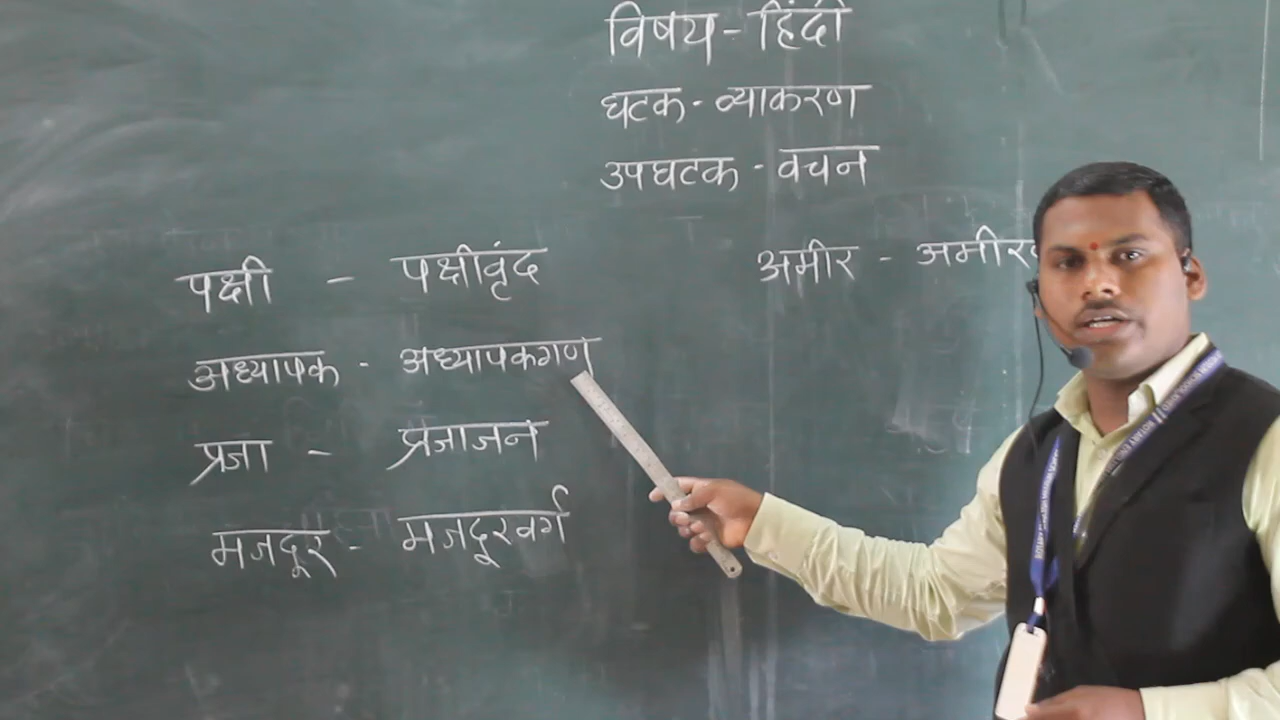 विषय - हिंदी
घटक - व्याकरण
उपघटक - वचन
पक्षी - पक्षीवृंद
अध्यापक - अध्यापकगण
प्रजा - प्रजाजन
मजदूर - मजदूरवर्ग
अमीर -